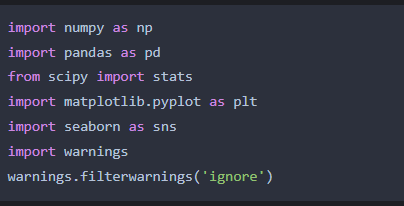 import numpy as np
import pandas as pd
from scipy import stats
import matplotlib.pyplot as plt
import seaborn as sns
import warnings
warnings.filterwarnings('ignore')